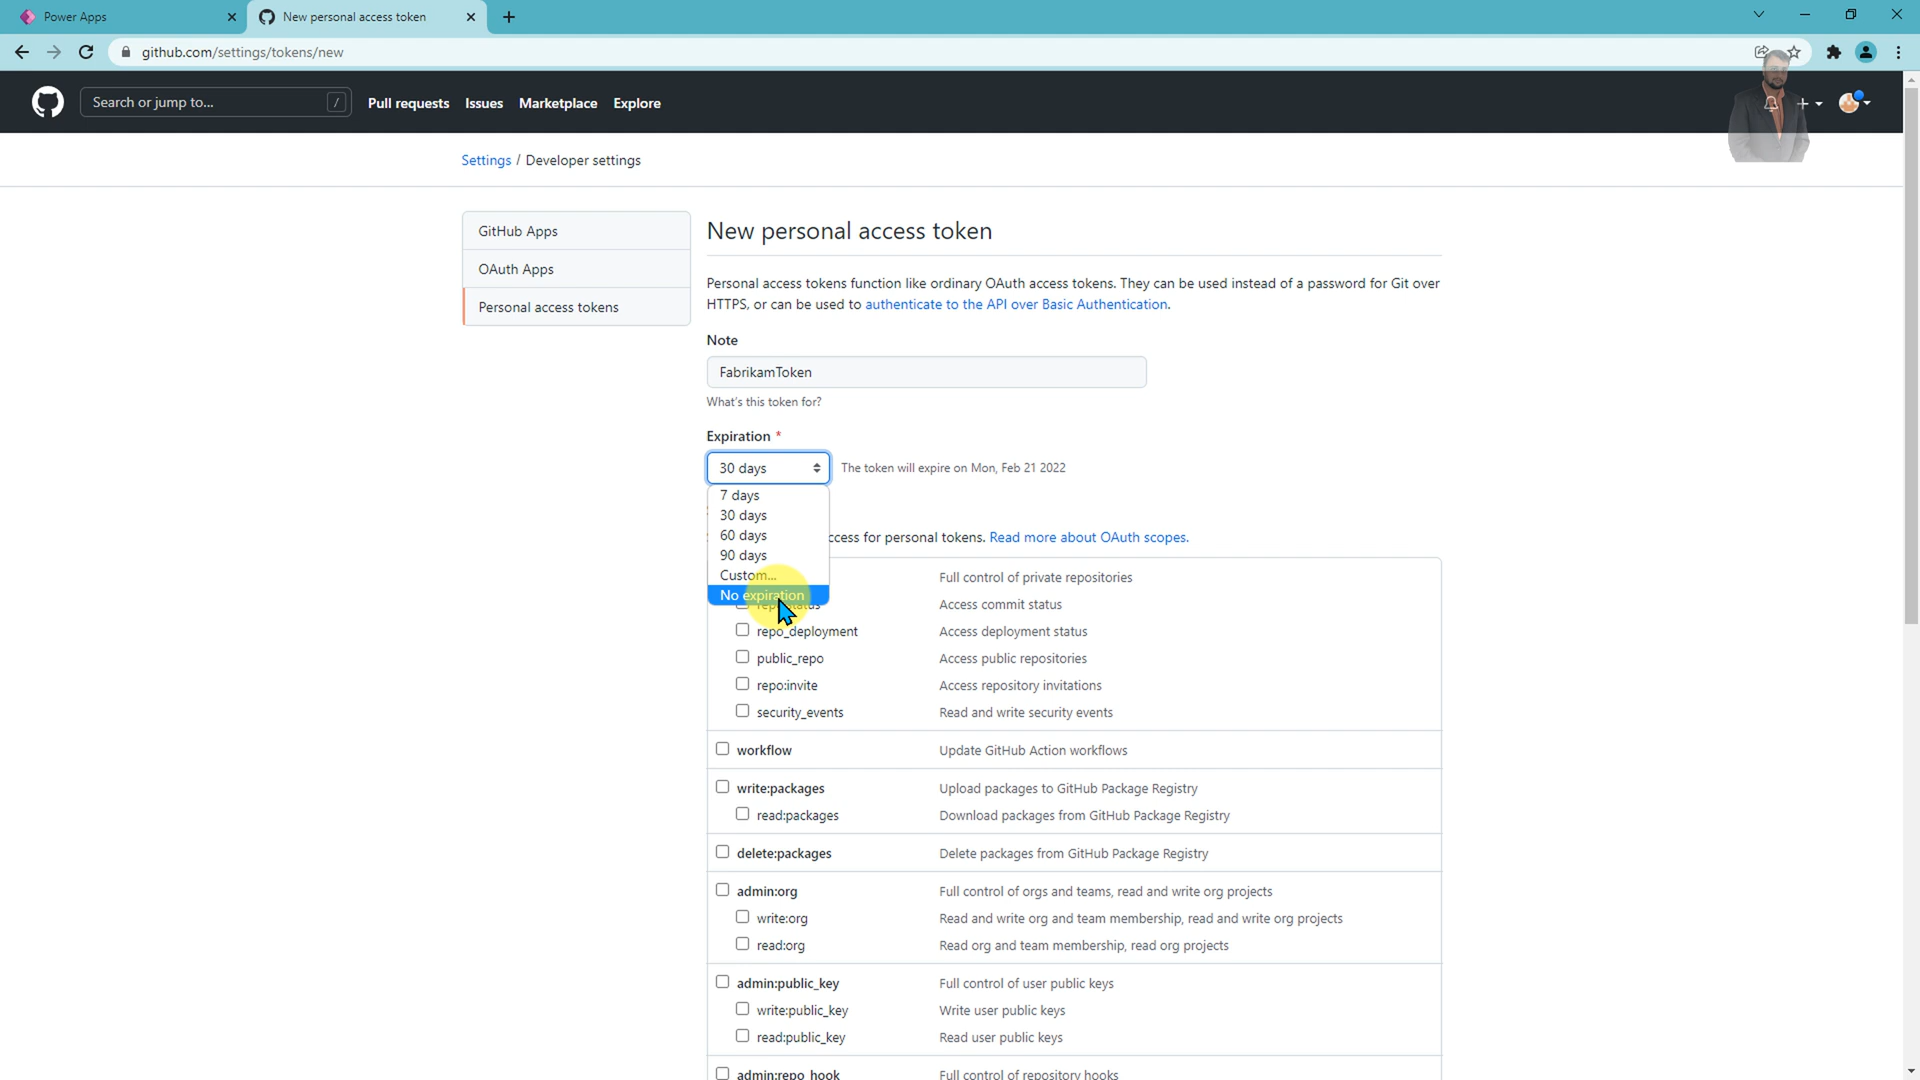 Power Apps
New personal access token
github.com/settings/tokens/new
Search or jump to...
/
Pull requests
Issues
Marketplace
Explore
Settings / Developer settings
GitHub Apps
OAuth Apps
Personal access tokens
New personal access token
Personal access tokens function like ordinary OAuth access tokens. They can be used instead of a password for Git over
HTTPS, or can be used to authenticate to the API over Basic Authentication.
Note
FabrikamToken
What's this token for?
Expiration *
30 days
The token will expire on Mon, Feb 21 2022
7 days
30 days
60 days
90 days
Custom...
No expiration
for personal tokens. Read more about OAuth scopes.
Full control of private repositories
Access commit status
repo_deployment Access deployment status
public_repo Access public repositories
repo:invite Access repository invitations
security_events Read and write security events
workflow Update GitHub Action workflows
write:packages Upload packages to GitHub Package Registry
read:packages Download packages from GitHub Package Registry
delete:packages Delete packages from GitHub Package Registry
admin:org Full control of orgs and teams, read and write org projects
write:org Read and write org and team membership, read and write org projects
read:org Read org and team membership, read org projects
admin:public_key Full control of user public keys
write:public_key Write user public keys
read:public_key Read user public keys
admin:repo_hook Full control of repository hooks